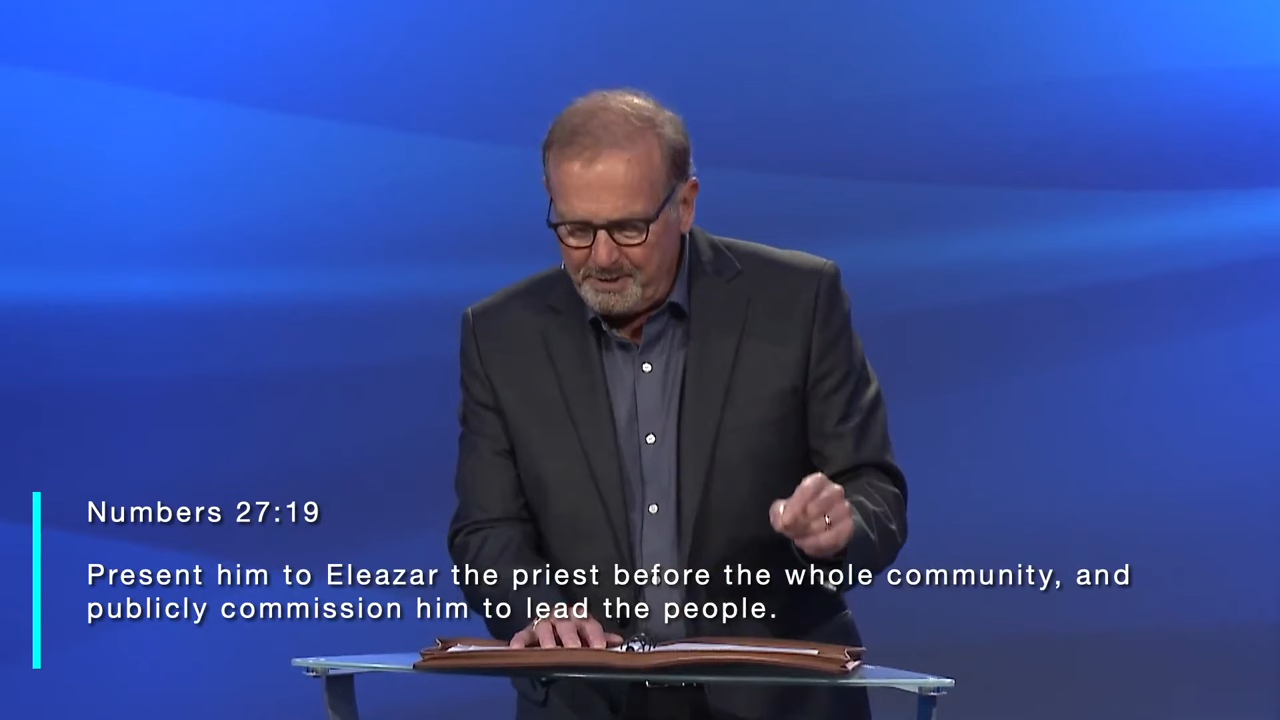 Numbers 27:19
Present him to Eleazar the priest before the whole community, and
publicly commission him to lead the people.